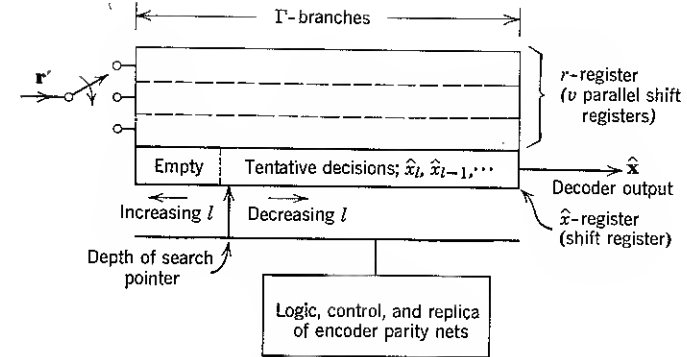 Γ-branches
r′
r-register
(v parallel shift
registers)
Empty
Tentative decisions; x̂_l, x̂_{l−1}, ⋯
x̂
Decoder output
Increasing l
Decreasing l
x̂-register
(shift register)
Depth of search
pointer
Logic, control, and replica
of encoder parity nets